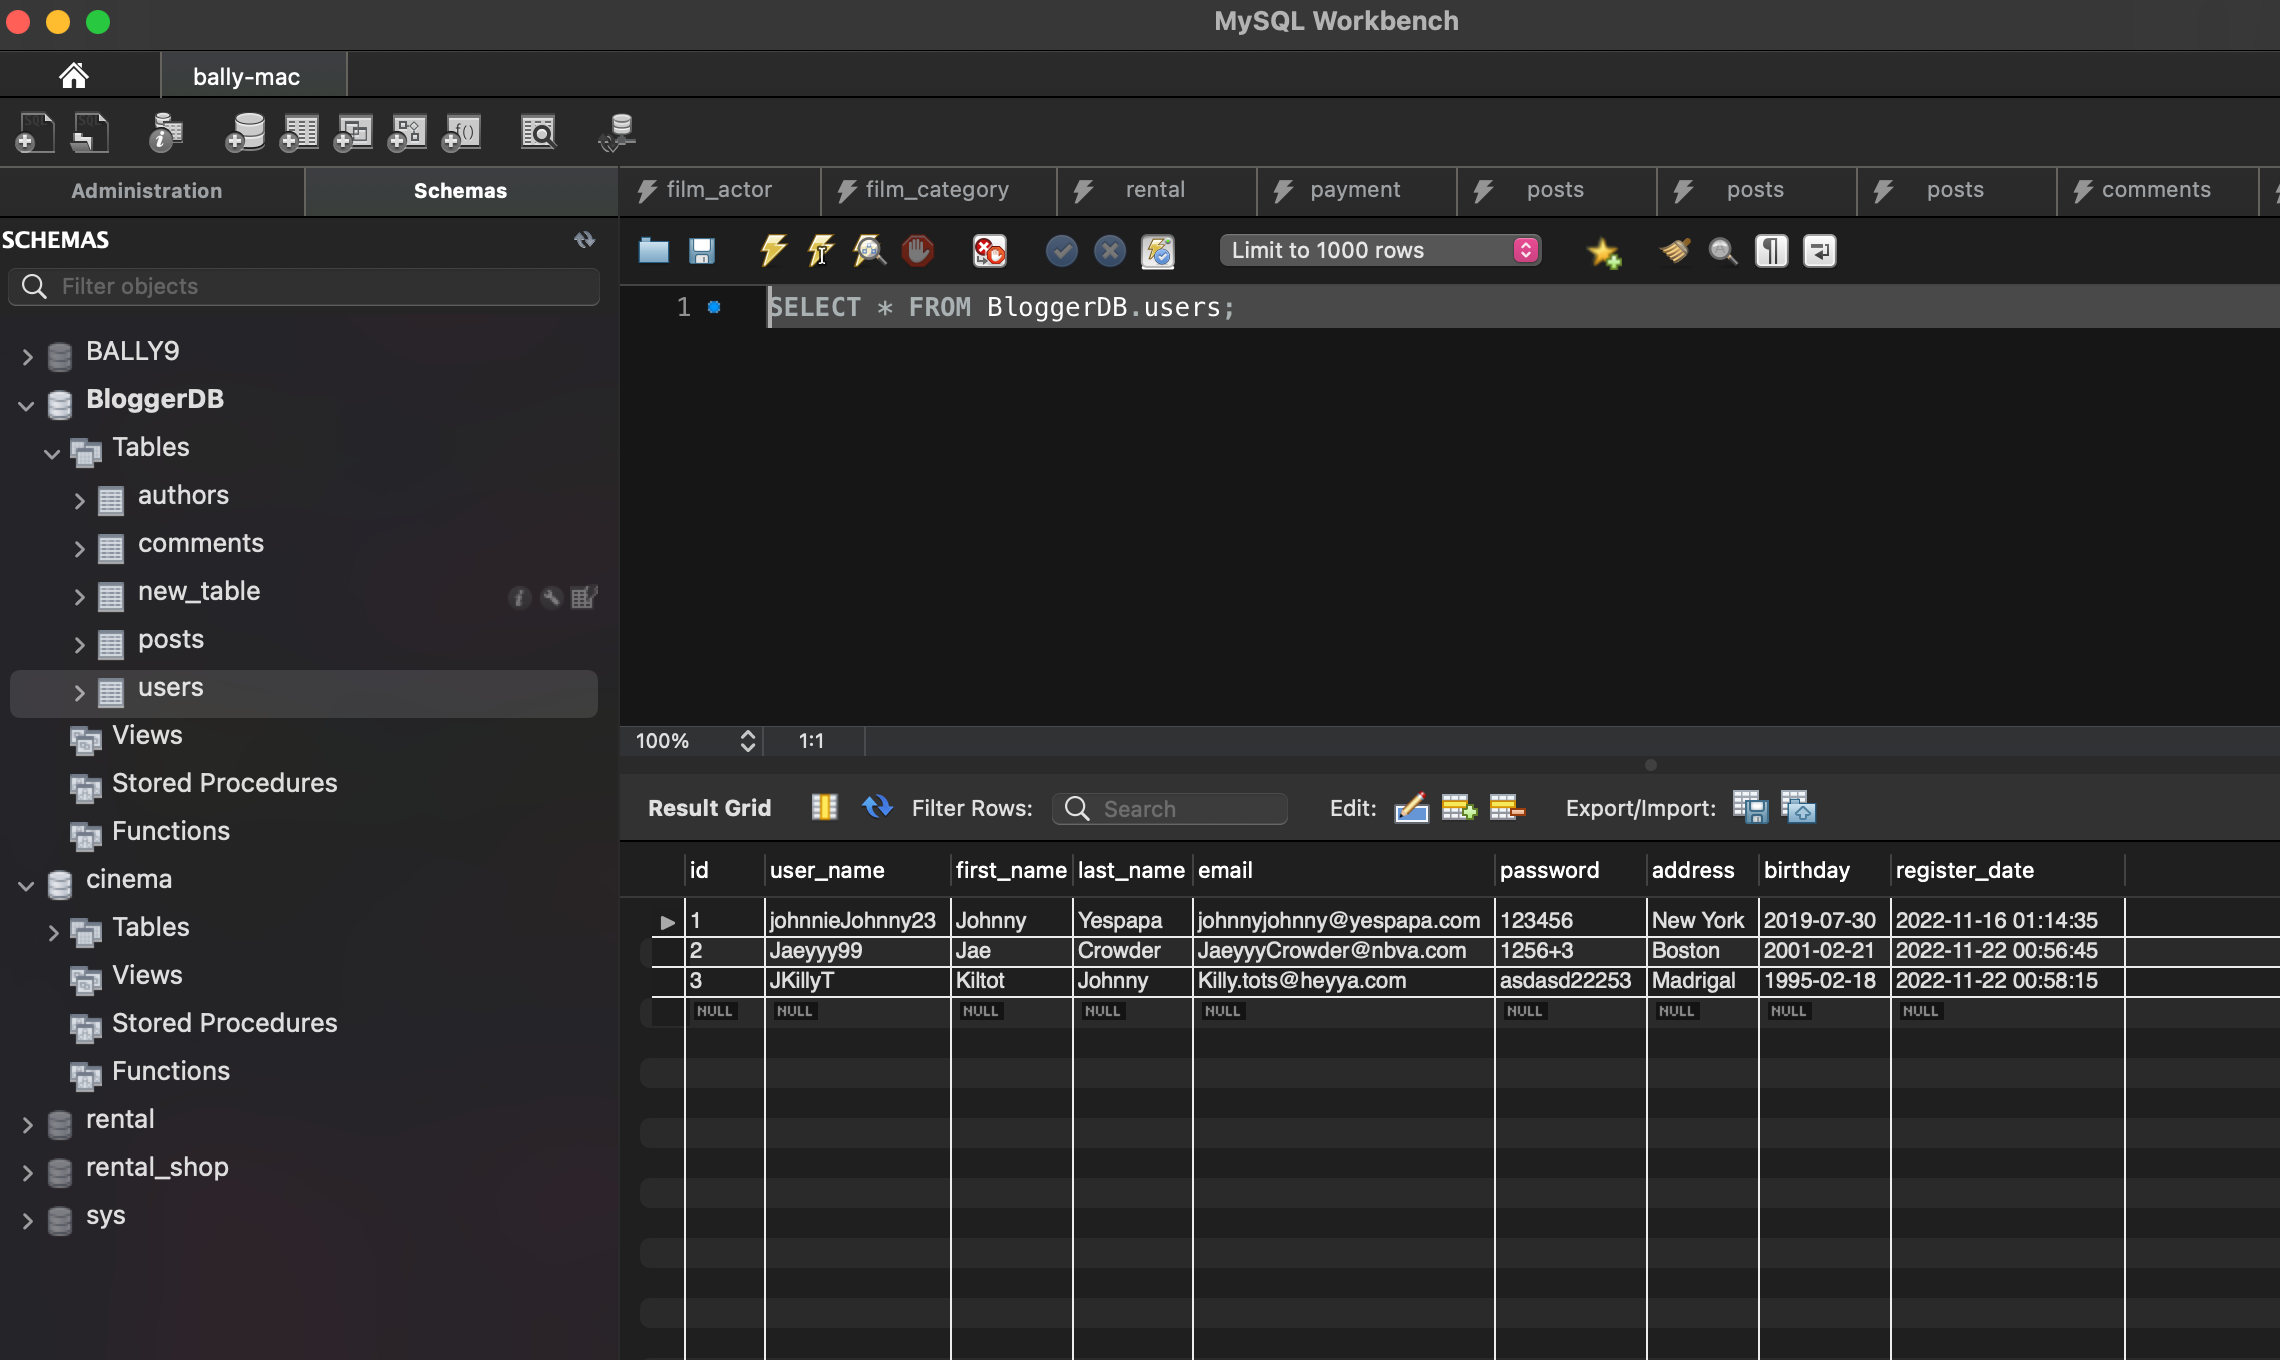 MySQL Workbench
bally-mac
Administration
Schemas
film_actor
film_category
rental
payment
posts
posts
posts
comments
SCHEMAS
Filter objects
Limit to 1000 rows
1
SELECT * FROM BloggerDB.users;
BALLY9
BloggerDB
Tables
authors
comments
new_table
posts
users
Views
Stored Procedures
Functions
cinema
Tables
Views
Stored Procedures
Functions
rental
rental_shop
sys
100%
1:1
Result Grid
Filter Rows:
Search
Edit:
Export/Import:
id user_name first_name last_name email password address birthday register_date
1 johnnieJohnny23 Johnny Yespapa johnnyjohnny@yespapa.com 123456 New York 2019-07-30 2022-11-16 01:14:35
2 Jaeyyy99 Jae Crowder JaeyyyCrowder@nbva.com 1256+3 Boston 2001-02-21 2022-11-22 00:56:45
3 JKillyT Kiltot Johnny Killy.tots@heyya.com asdasd22253 Madrigal 1995-02-18 2022-11-22 00:58:15
NULL NULL NULL NULL NULL NULL NULL NULL NULL